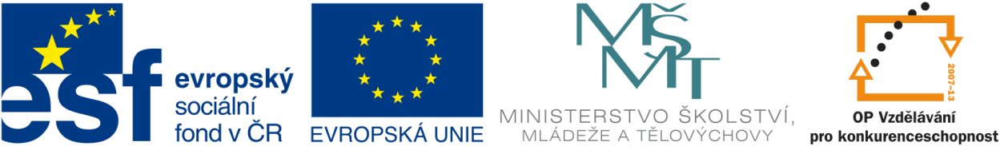 esf
evropský
sociální
fond v ČR
EVROPSKÁ UNIE
MŠMT
MINISTERSTVO ŠKOLSTVÍ,
MLÁDEŽE A TĚLOVÝCHOVY
2007-13
OP Vzdělávání
pro konkurenceschopnost